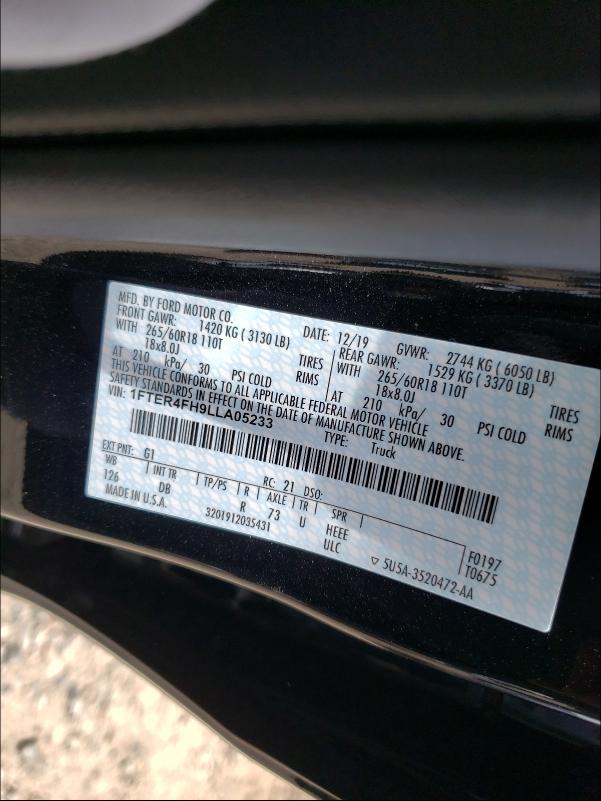 MFD. BY FORD MOTOR CO.
DATE: 12/19 GVWR: 2744 KG ( 6050 LB)
FRONT GAWR: 1420 KG ( 3130 LB) REAR GAWR: 1529 KG ( 3370 LB)
WITH 265/60R18 110T TIRES WITH 265/60R18 110T TIRES
18x8.0J RIMS 18x8.0J RIMS
AT 210 kPa/ 30 PSI COLD AT 210 kPa/ 30 PSI COLD
THIS VEHICLE CONFORMS TO ALL APPLICABLE FEDERAL MOTOR VEHICLE
SAFETY STANDARDS IN EFFECT ON THE DATE OF MANUFACTURE SHOWN ABOVE.
VIN: 1FTER4FH9LLA05233
TYPE: Truck
EXT PNT: G1 RC: 21 DSO:
WB INT TR TP/PS R AXLE TR SPR
126 DB R 73 U HEEE F0197
MADE IN U.S.A. 3201912035431 ULC T0675
▽ 5U5A-3520472-AA